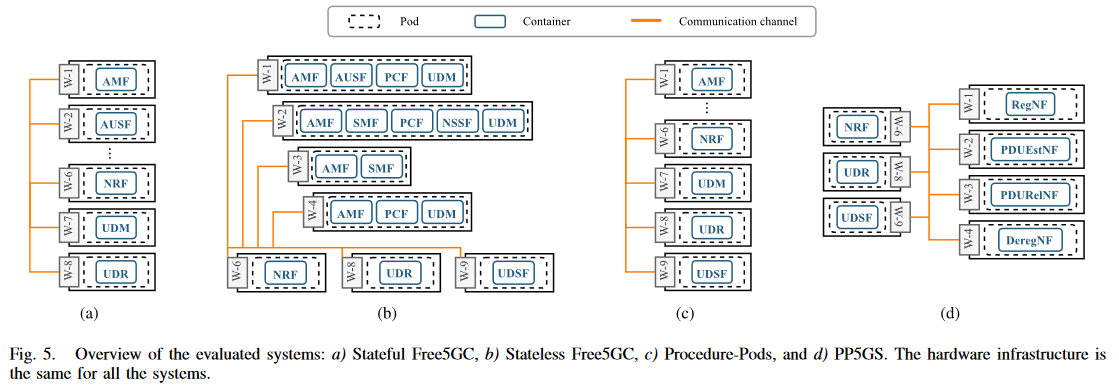 Pod Container Communication channel
W-1 AMF
W-2 AUSF
⋮
W-6 NRF
W-7 UDM
W-8 UDR
(a)
W-1 AMF AUSF PCF UDM
W-2 AMF SMF PCF NSSF UDM
W-3 AMF SMF
W-4 AMF PCF UDM
W-6 NRF W-8 UDR W-9 UDSF
(b)
W-1 AMF
⋮
W-6 NRF
W-7 UDM
W-8 UDR
W-9 UDSF
(c)
NRF W-6
UDR W-8
UDSF W-9
W-1 RegNF
W-2 PDUEstNF
W-3 PDURelNF
W-4 DeregNF
(d)
Fig. 5. Overview of the evaluated systems: a) Stateful Free5GC, b) Stateless Free5GC, c) Procedure-Pods, and d) PP5GS. The hardware infrastructure is
the same for all the systems.